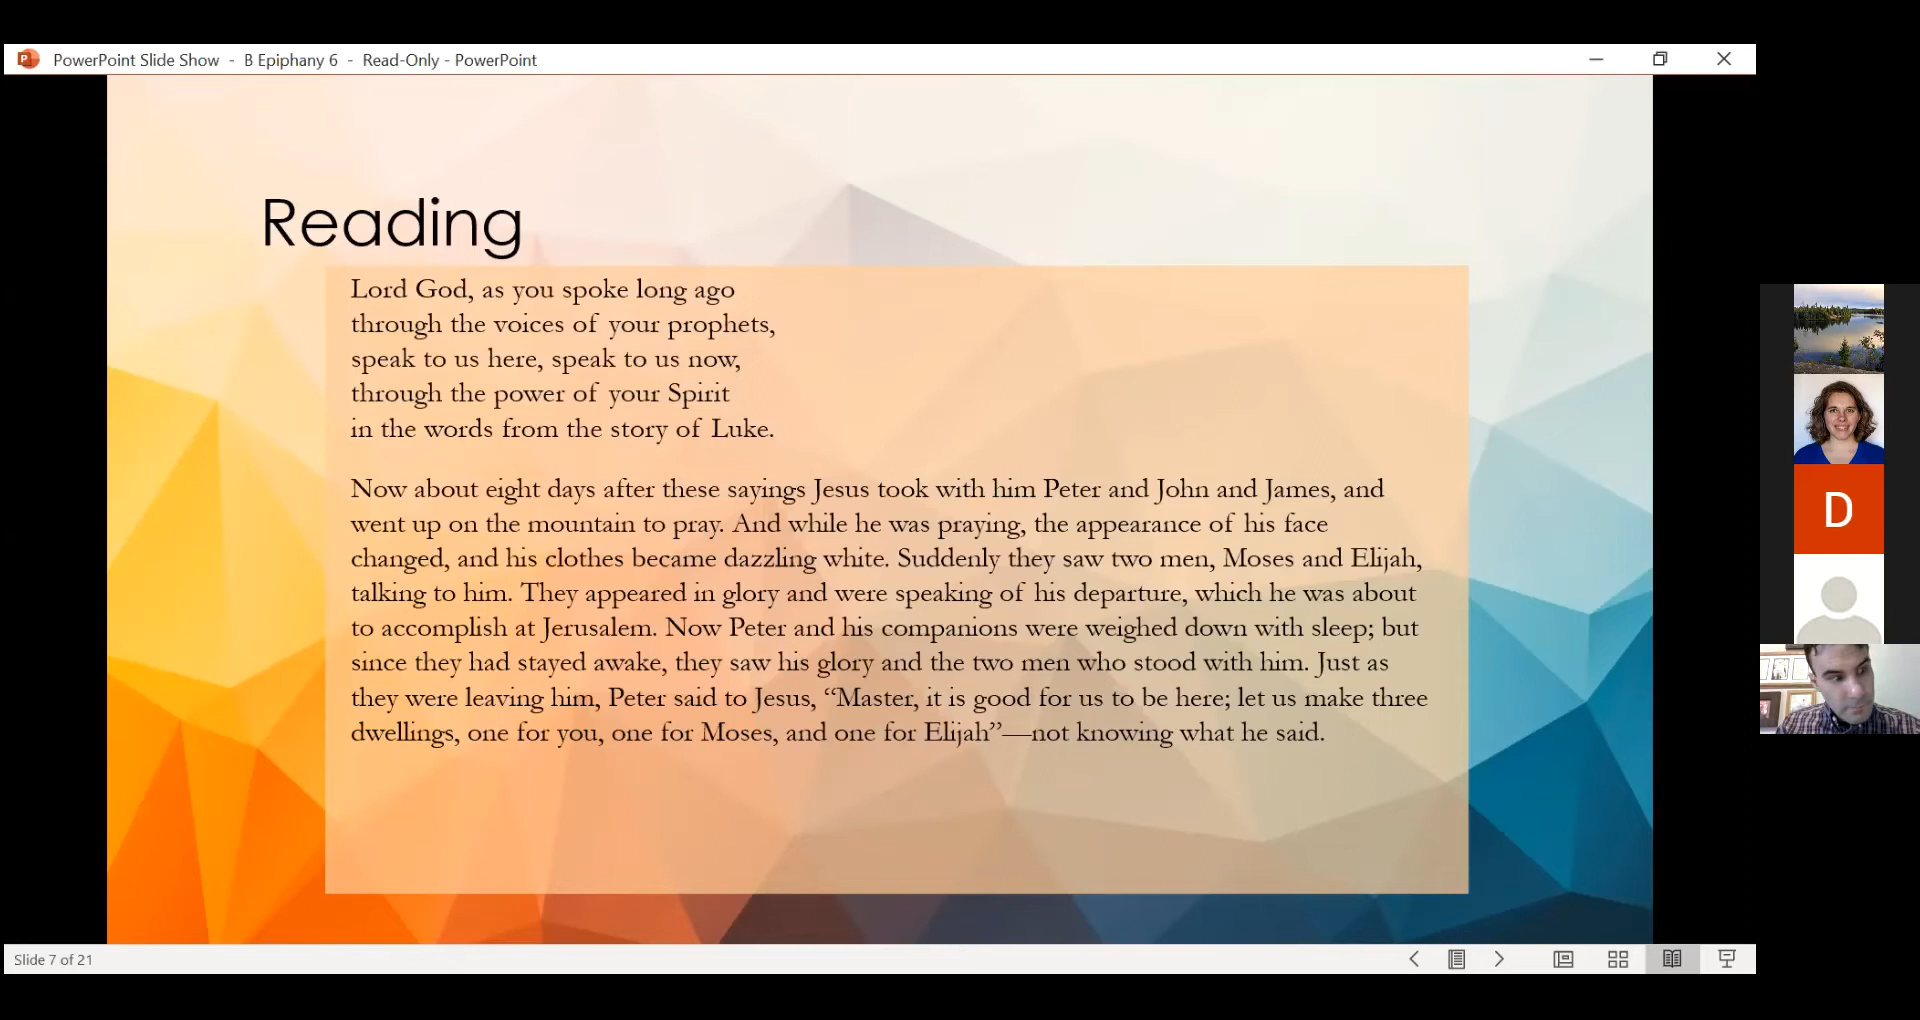 PowerPoint Slide Show - B Epiphany 6 - Read-Only - PowerPoint
Reading
Lord God, as you spoke long ago
through the voices of your prophets,
speak to us here, speak to us now,
through the power of your Spirit
in the words from the story of Luke.
Now about eight days after these sayings Jesus took with him Peter and John and James, and
went up on the mountain to pray. And while he was praying, the appearance of his face
changed, and his clothes became dazzling white. Suddenly they saw two men, Moses and Elijah,
talking to him. They appeared in glory and were speaking of his departure, which he was about
to accomplish at Jerusalem. Now Peter and his companions were weighed down with sleep; but
since they had stayed awake, they saw his glory and the two men who stood with him. Just as
they were leaving him, Peter said to Jesus, “Master, it is good for us to be here; let us make three
dwellings, one for you, one for Moses, and one for Elijah”—not knowing what he said.
D
Slide 7 of 21